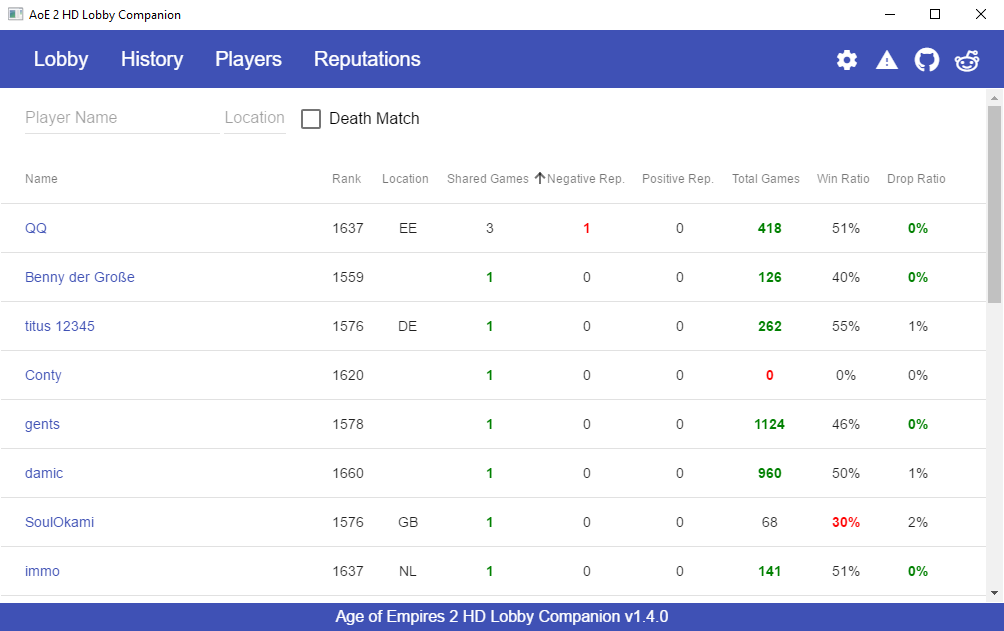 AoE 2 HD Lobby Companion
Lobby History Players Reputations
Player Name Location Death Match
Name Rank Location Shared Games Negative Rep. Positive Rep. Total Games Win Ratio Drop Ratio
QQ 1637 EE 3 1 0 418 51% 0%
Benny der Große 1559 1 0 0 126 40% 0%
titus 12345 1576 DE 1 0 0 262 55% 1%
Conty 1620 1 0 0 0 0% 0%
gents 1578 1 0 0 1124 46% 0%
damic 1660 1 0 0 960 50% 1%
SoulOkami 1576 GB 1 0 0 68 30% 2%
immo 1637 NL 1 0 0 141 51% 0%
Age of Empires 2 HD Lobby Companion v1.4.0